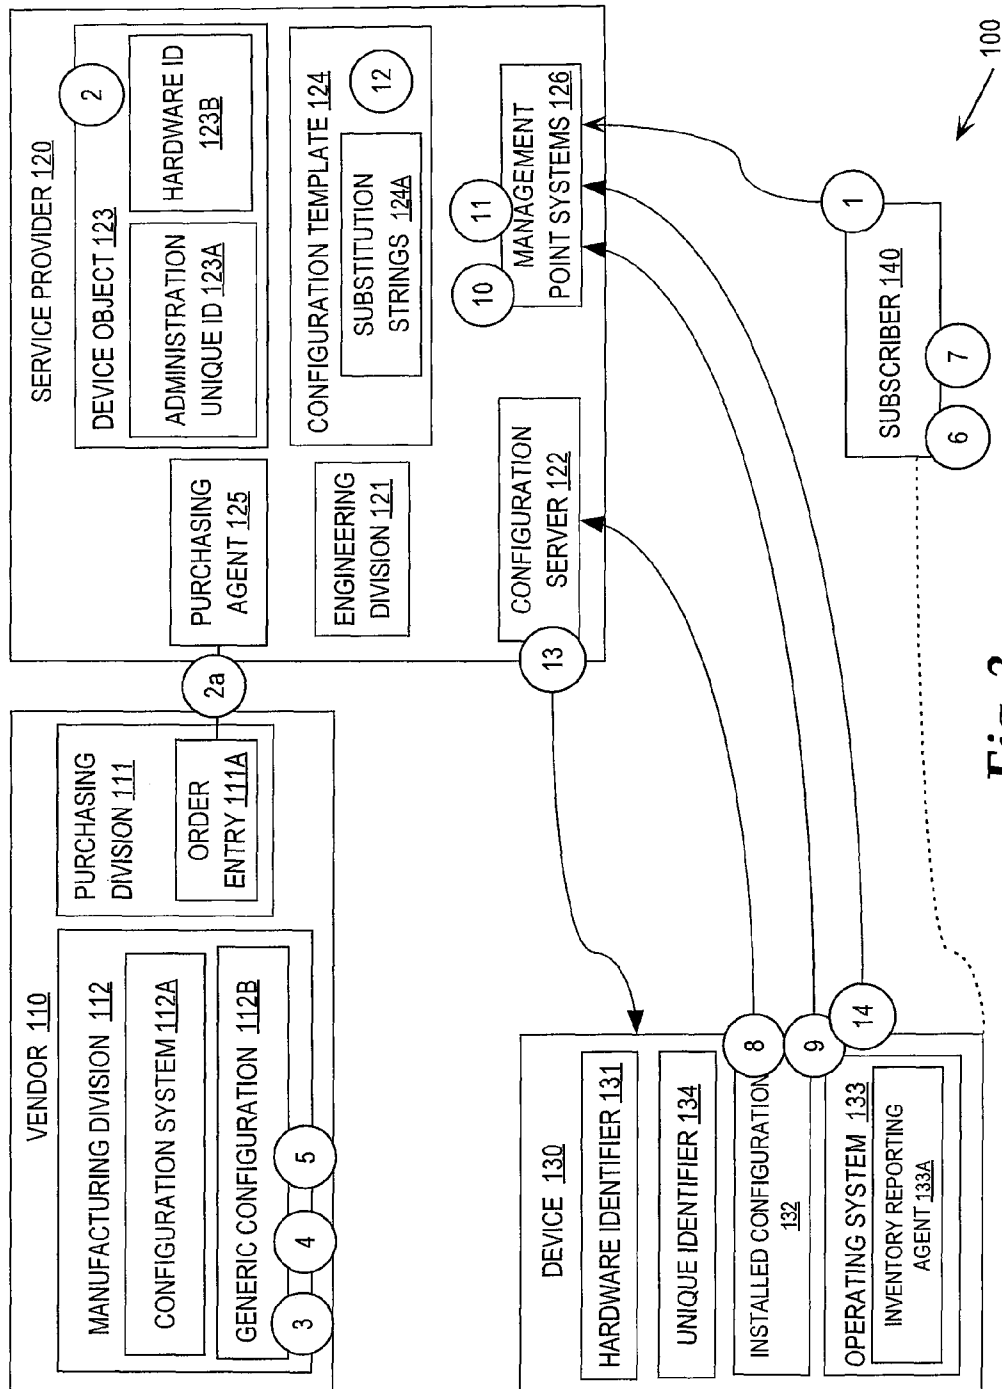 VENDOR 110
MANUFACTURING DIVISION 112
CONFIGURATION SYSTEM 112A
GENERIC CONFIGURATION 112B
3
4
5
PURCHASING
DIVISION 111
ORDER
ENTRY 111A
2a
SERVICE PROVIDER 120
PURCHASING
AGENT 125
DEVICE OBJECT 123
2
ADMINISTRATION
UNIQUE ID 123A
HARDWARE ID
123B
ENGINEERING
DIVISION 121
CONFIGURATION TEMPLATE 124
12
SUBSTITUTION
STRINGS 124A
CONFIGURATION
SERVER 122
13
10
11
MANAGEMENT
POINT SYSTEMS 126
DEVICE 130
HARDWARE IDENTIFIER 131
UNIQUE IDENTIFIER 134
INSTALLED CONFIGURATION
132
8
9
OPERATING SYSTEM 133
14
INVENTORY REPORTING
AGENT 133A
SUBSCRIBER 140
1
6
7
100